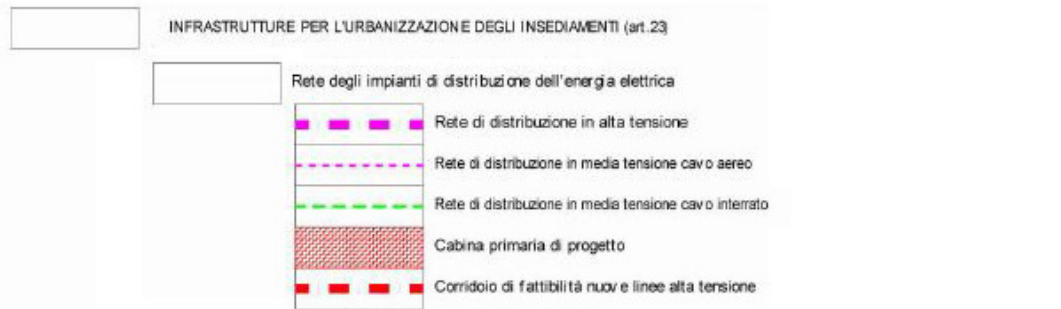 INFRASTRUTTURE PER L'URBANIZZAZIONE DEGLI INSEDIAMENTI (art.23)
Rete degli impianti di distribuzione dell'energia elettrica
Rete di distribuzione in alta tensione
Rete di distribuzione in media tensione cavo aereo
Rete di distribuzione in media tensione cavo interrato
Cabina primaria di progetto
Corridoio di fattibilità nuove linee alta tensione